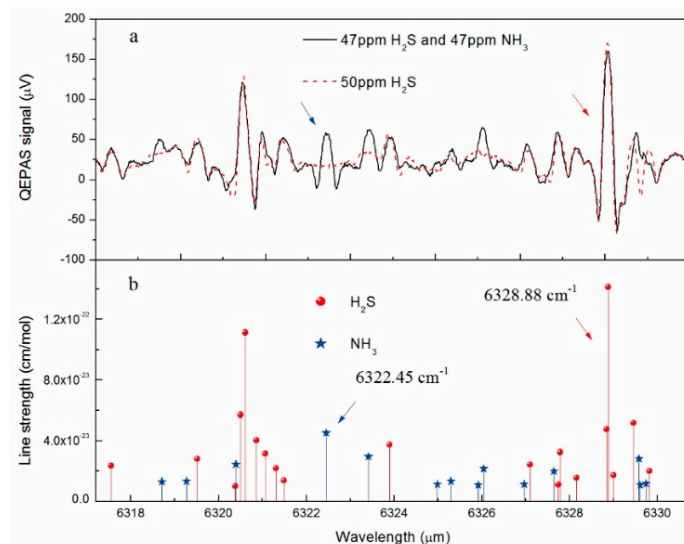 a
47ppm H₂S and 47ppm NH₃
50ppm H₂S
QEPAS signal (μV)
200
150
100
50
0
-50
-100
b
H₂S
NH₃
6328.88 cm⁻¹
6322.45 cm⁻¹
Line strength (cm/mol)
1.2x10⁻²²
8.0x10⁻²³
4.0x10⁻²³
0.0
6318 6320 6322 6324 6326 6328 6330
Wavelength (μm)